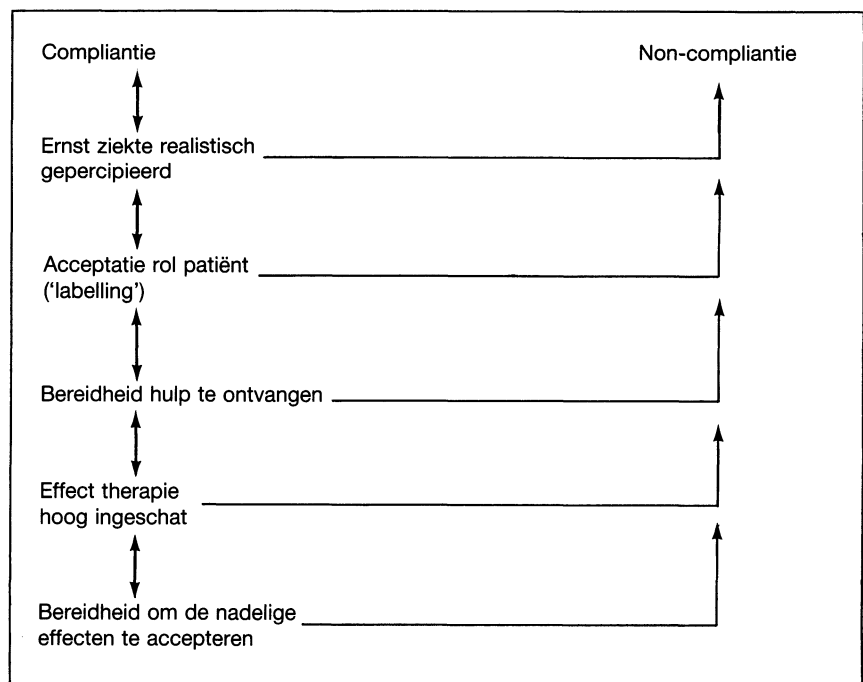 Compliantie
Non-compliantie
Ernst ziekte realistisch
gepercipieerd
Acceptatie rol patiënt
(‘labelling’)
Bereidheid hulp te ontvangen
Effect therapie
hoog ingeschat
Bereidheid om de nadelige
effecten te accepteren